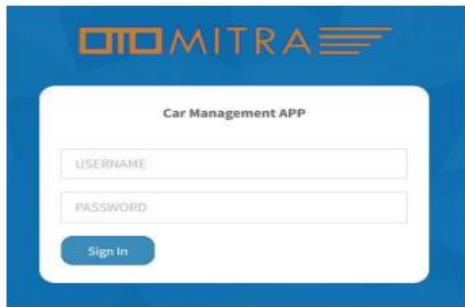 OTOMITRA
Car Management APP
USERNAME
PASSWORD
Sign In